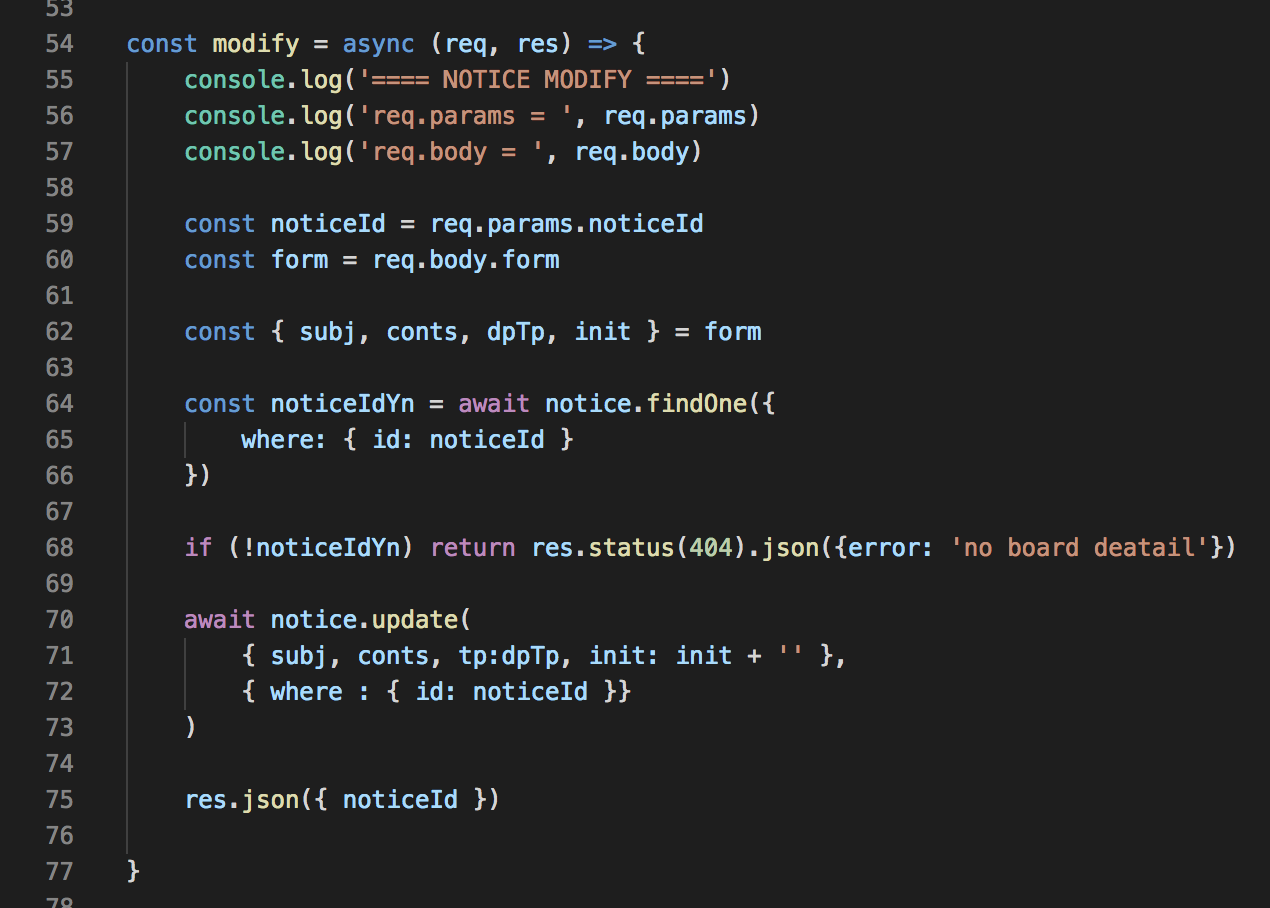 53
54 const modify = async (req, res) => {
55 console.log('==== NOTICE MODIFY ====')
56 console.log('req.params = ', req.params)
57 console.log('req.body = ', req.body)
58
59 const noticeId = req.params.noticeId
60 const form = req.body.form
61
62 const { subj, conts, dpTp, init } = form
63
64 const noticeIdYn = await notice.findOne({
65 where: { id: noticeId }
66 })
67
68 if (!noticeIdYn) return res.status(404).json({error: 'no board deatail'})
69
70 await notice.update(
71 { subj, conts, tp:dpTp, init: init + '' },
72 { where : { id: noticeId }}
73 )
74
75 res.json({ noticeId })
76
77 }
78